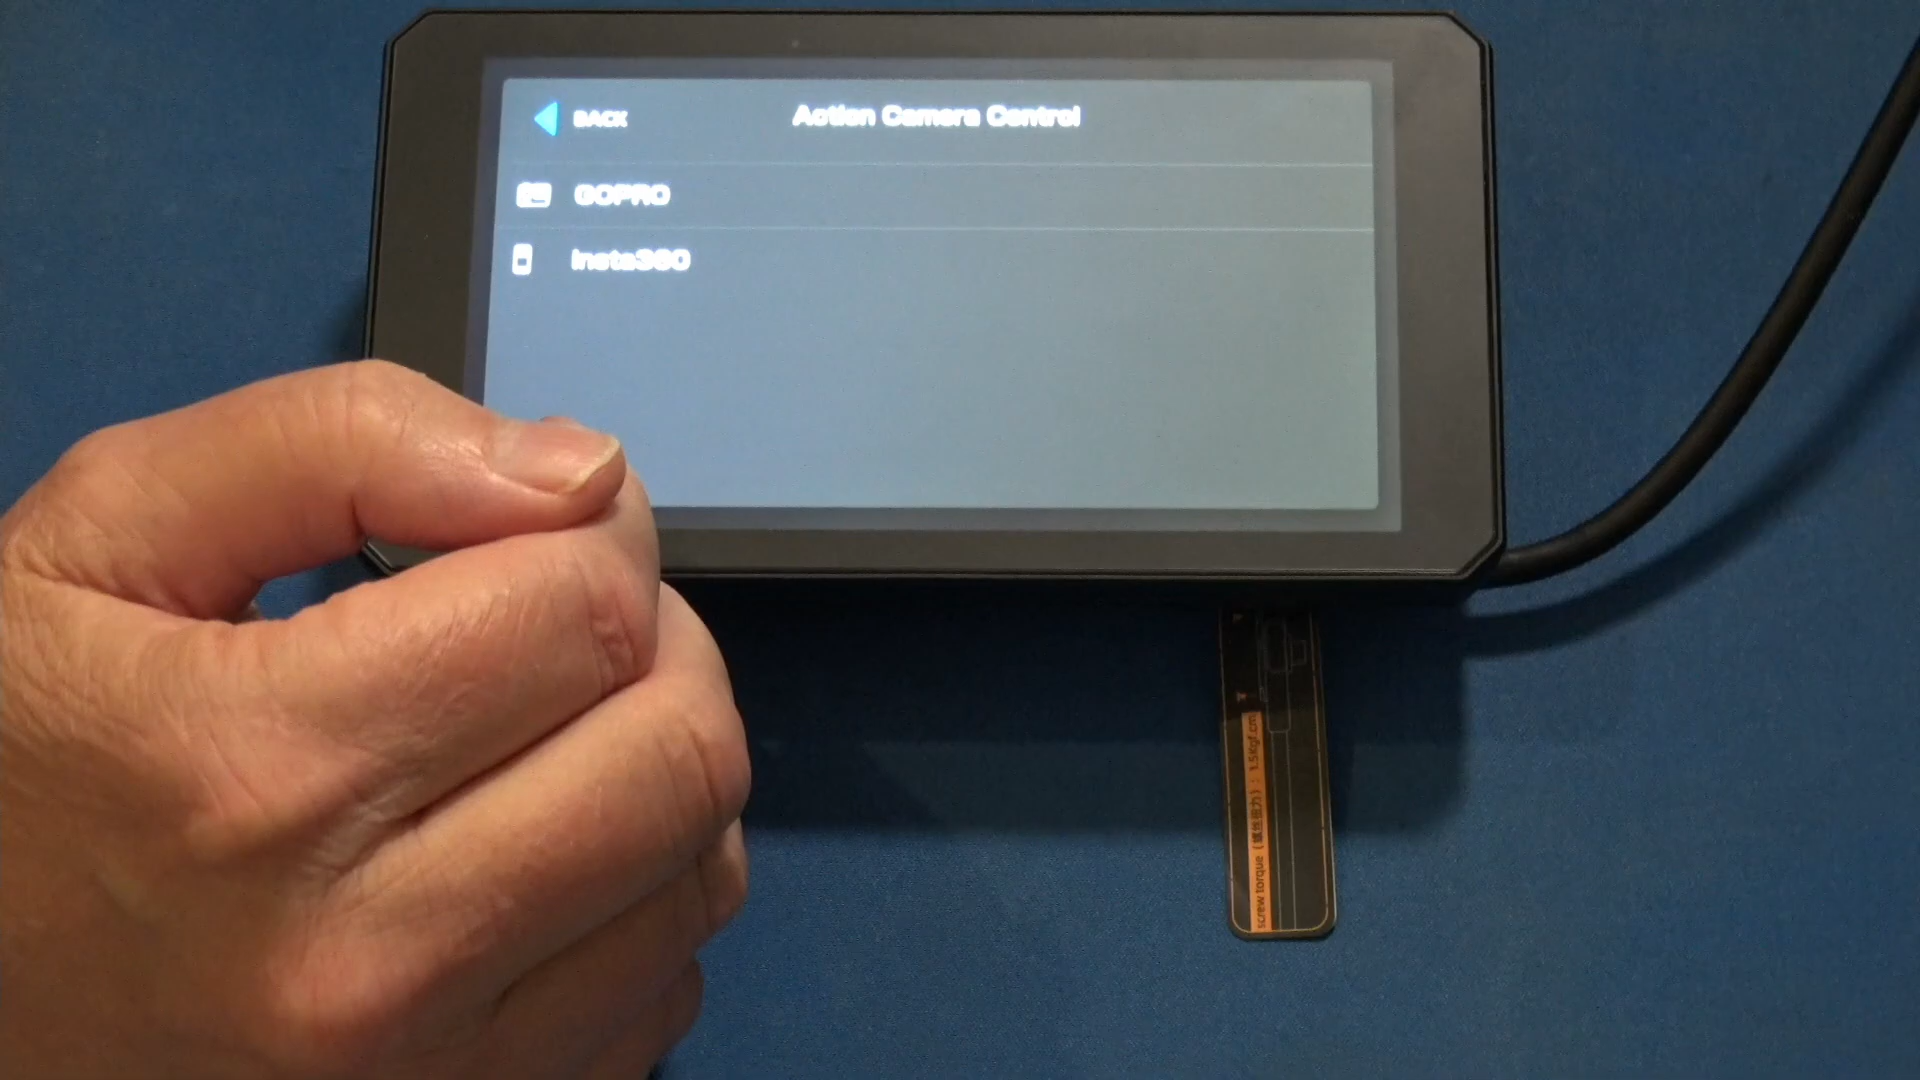 BACK
Action Camera Control
GOPRO
Insta360
screw torque (螺丝扭力) : 1.5Kgf.cm